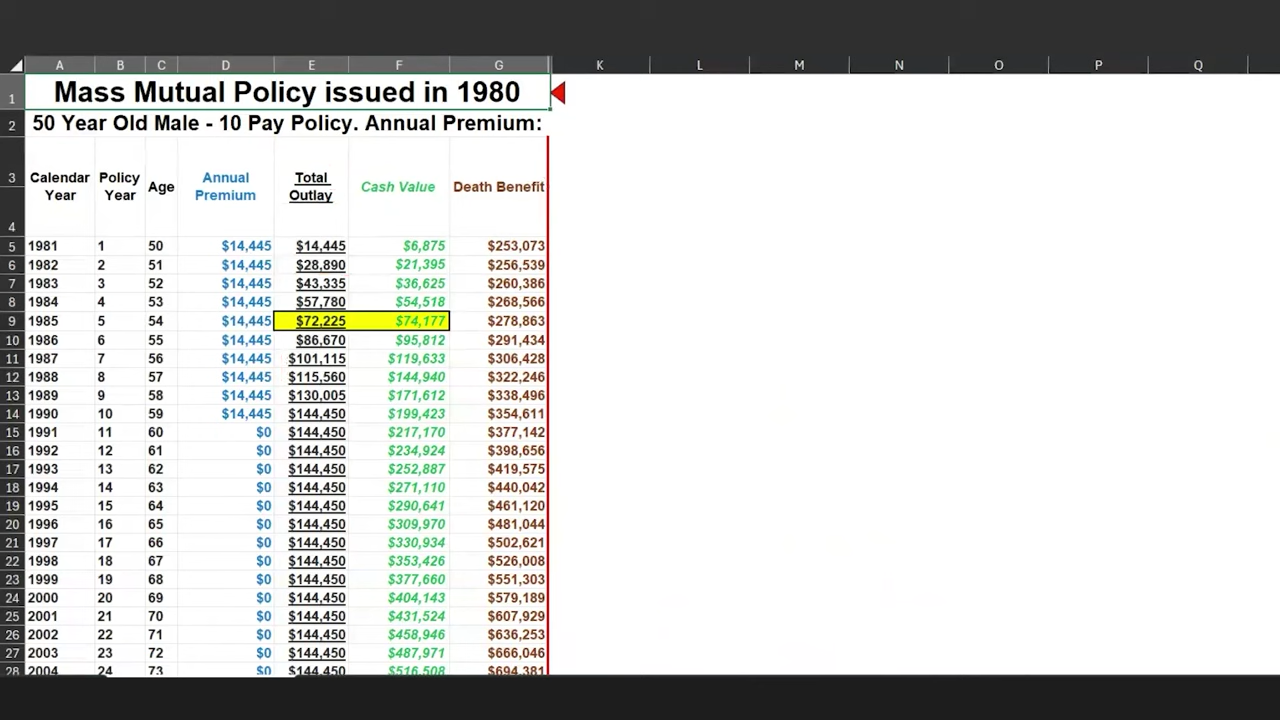 A B C D E F G K L M N O P Q
1 Mass Mutual Policy issued in 1980
2 50 Year Old Male - 10 Pay Policy. Annual Premium:
3 Calendar Year Policy Year Age Annual Premium Total Outlay Cash Value Death Benefit
4
5 1981 1 50 $14,445 $14,445 $6,875 $253,073
6 1982 2 51 $14,445 $28,890 $21,395 $256,539
7 1983 3 52 $14,445 $43,335 $36,625 $260,386
8 1984 4 53 $14,445 $57,780 $54,518 $268,566
9 1985 5 54 $14,445 $72,225 $74,177 $278,863
10 1986 6 55 $14,445 $86,670 $95,812 $291,434
11 1987 7 56 $14,445 $101,115 $119,633 $306,428
12 1988 8 57 $14,445 $115,560 $144,940 $322,246
13 1989 9 58 $14,445 $130,005 $171,612 $338,496
14 1990 10 59 $14,445 $144,450 $199,423 $354,611
15 1991 11 60 $0 $144,450 $217,170 $377,142
16 1992 12 61 $0 $144,450 $234,924 $398,656
17 1993 13 62 $0 $144,450 $252,887 $419,575
18 1994 14 63 $0 $144,450 $271,110 $440,042
19 1995 15 64 $0 $144,450 $290,641 $461,120
20 1996 16 65 $0 $144,450 $309,970 $481,044
21 1997 17 66 $0 $144,450 $330,934 $502,621
22 1998 18 67 $0 $144,450 $353,426 $526,008
23 1999 19 68 $0 $144,450 $377,660 $551,303
24 2000 20 69 $0 $144,450 $404,143 $579,189
25 2001 21 70 $0 $144,450 $431,524 $607,929
26 2002 22 71 $0 $144,450 $458,946 $636,253
27 2003 23 72 $0 $144,450 $487,971 $666,046
28 2004 24 73 $0 $144,450 $516,508 $694,381